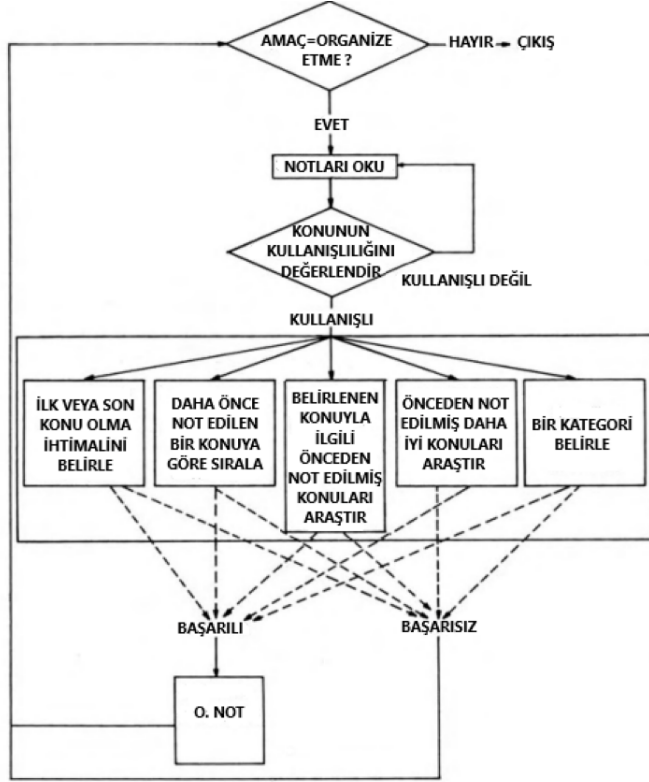 AMAÇ=ORGANİZE
ETME ?
HAYIR
ÇIKIŞ
EVET
NOTLARI OKU
KONUNUN
KULLANIŞLILIĞINI
DEĞERLENDİR
KULLANIŞLI DEĞİL
KULLANIŞLI
İLK VEYA SON
KONU OLMA
İHTİMALİNİ
BELİRLE
DAHA ÖNCE
NOT EDİLEN
BİR KONUYA
GÖRE SIRALA
BELİRLENEN
KONUYLA
İLGİLİ
ÖNCEDEN
NOT EDİLMİŞ
KONULARI
ARAŞTIR
ÖNCEDEN NOT
EDİLMİŞ DAHA
İYİ KONULARI
ARAŞTIR
BİR KATEGORİ
BELİRLE
BAŞARILI
BAŞARISIZ
O. NOT